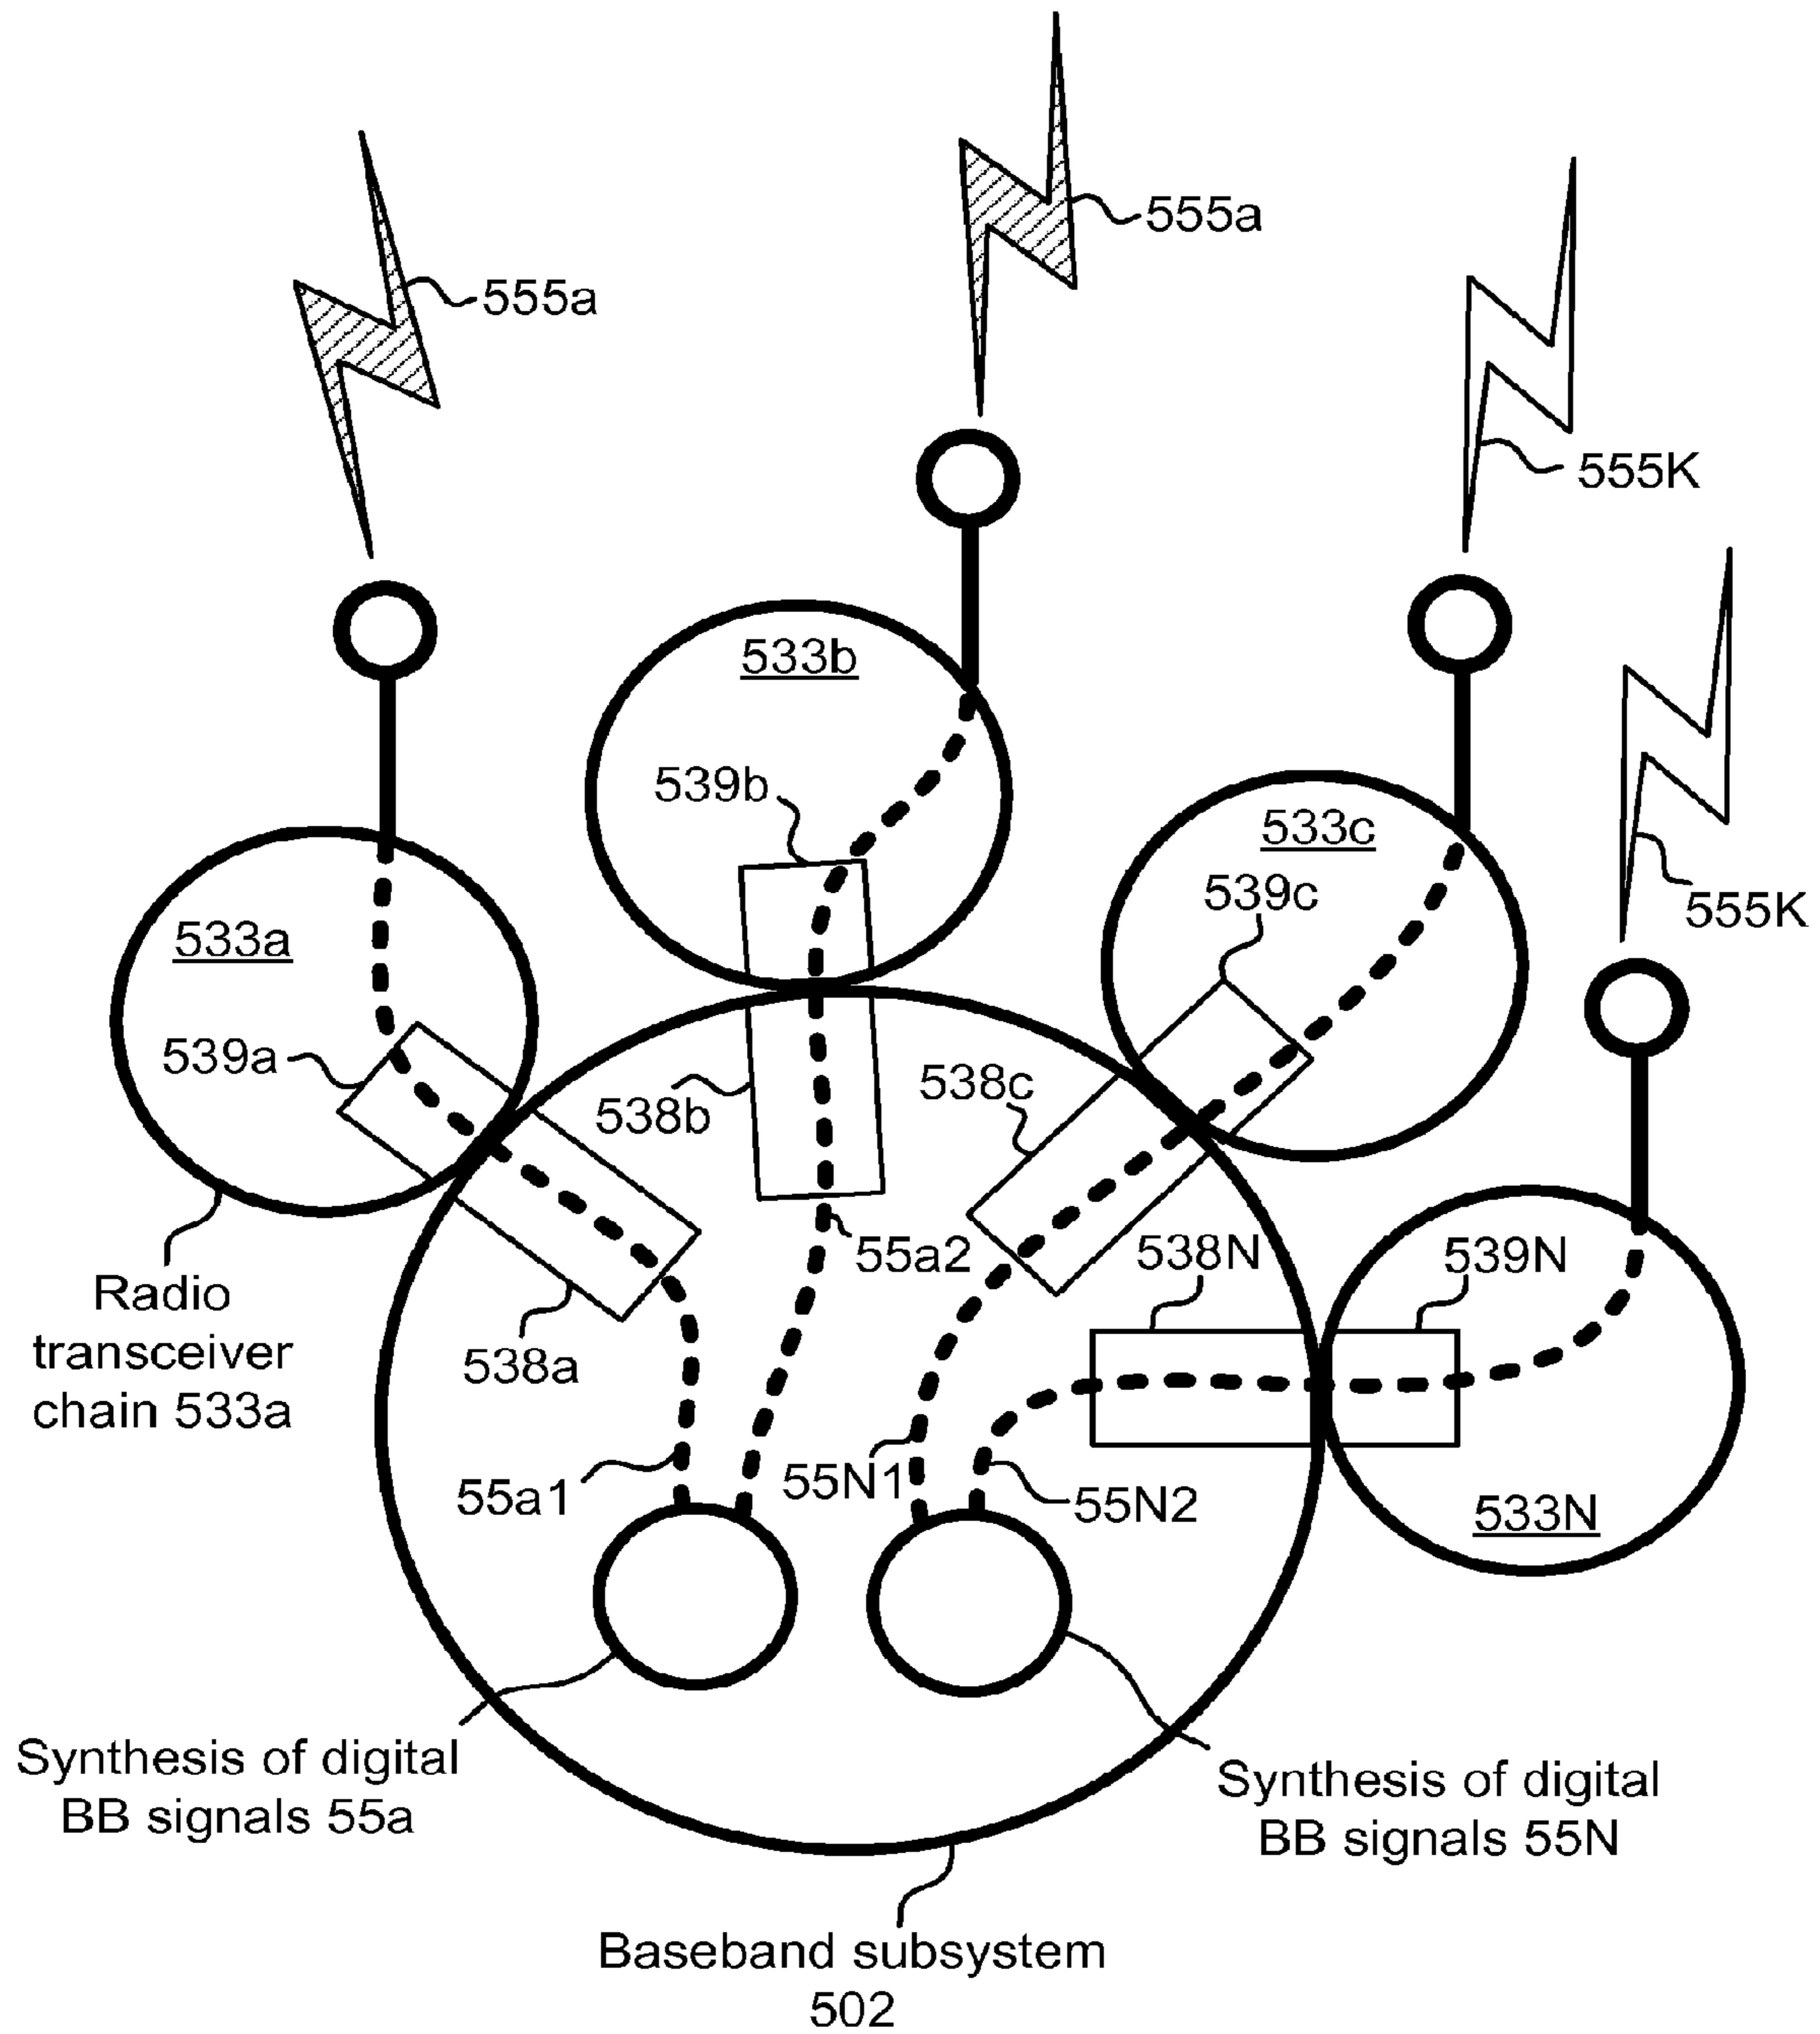 555a
555a
555K
533b
539b
533c
539c
555K
533a
539a
538b
538c
55a2
538N
539N
Radio
transceiver
chain 533a
538a
55a1
55N1
55N2
533N
Synthesis of digital
BB signals 55a
Synthesis of digital
BB signals 55N
Baseband subsystem
502